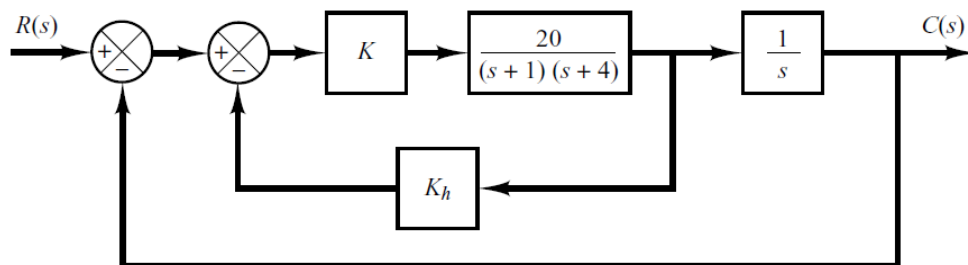 R(s)
C(s)
+
−
+
−
K
20
(s + 1) (s + 4)
1
s
K_h